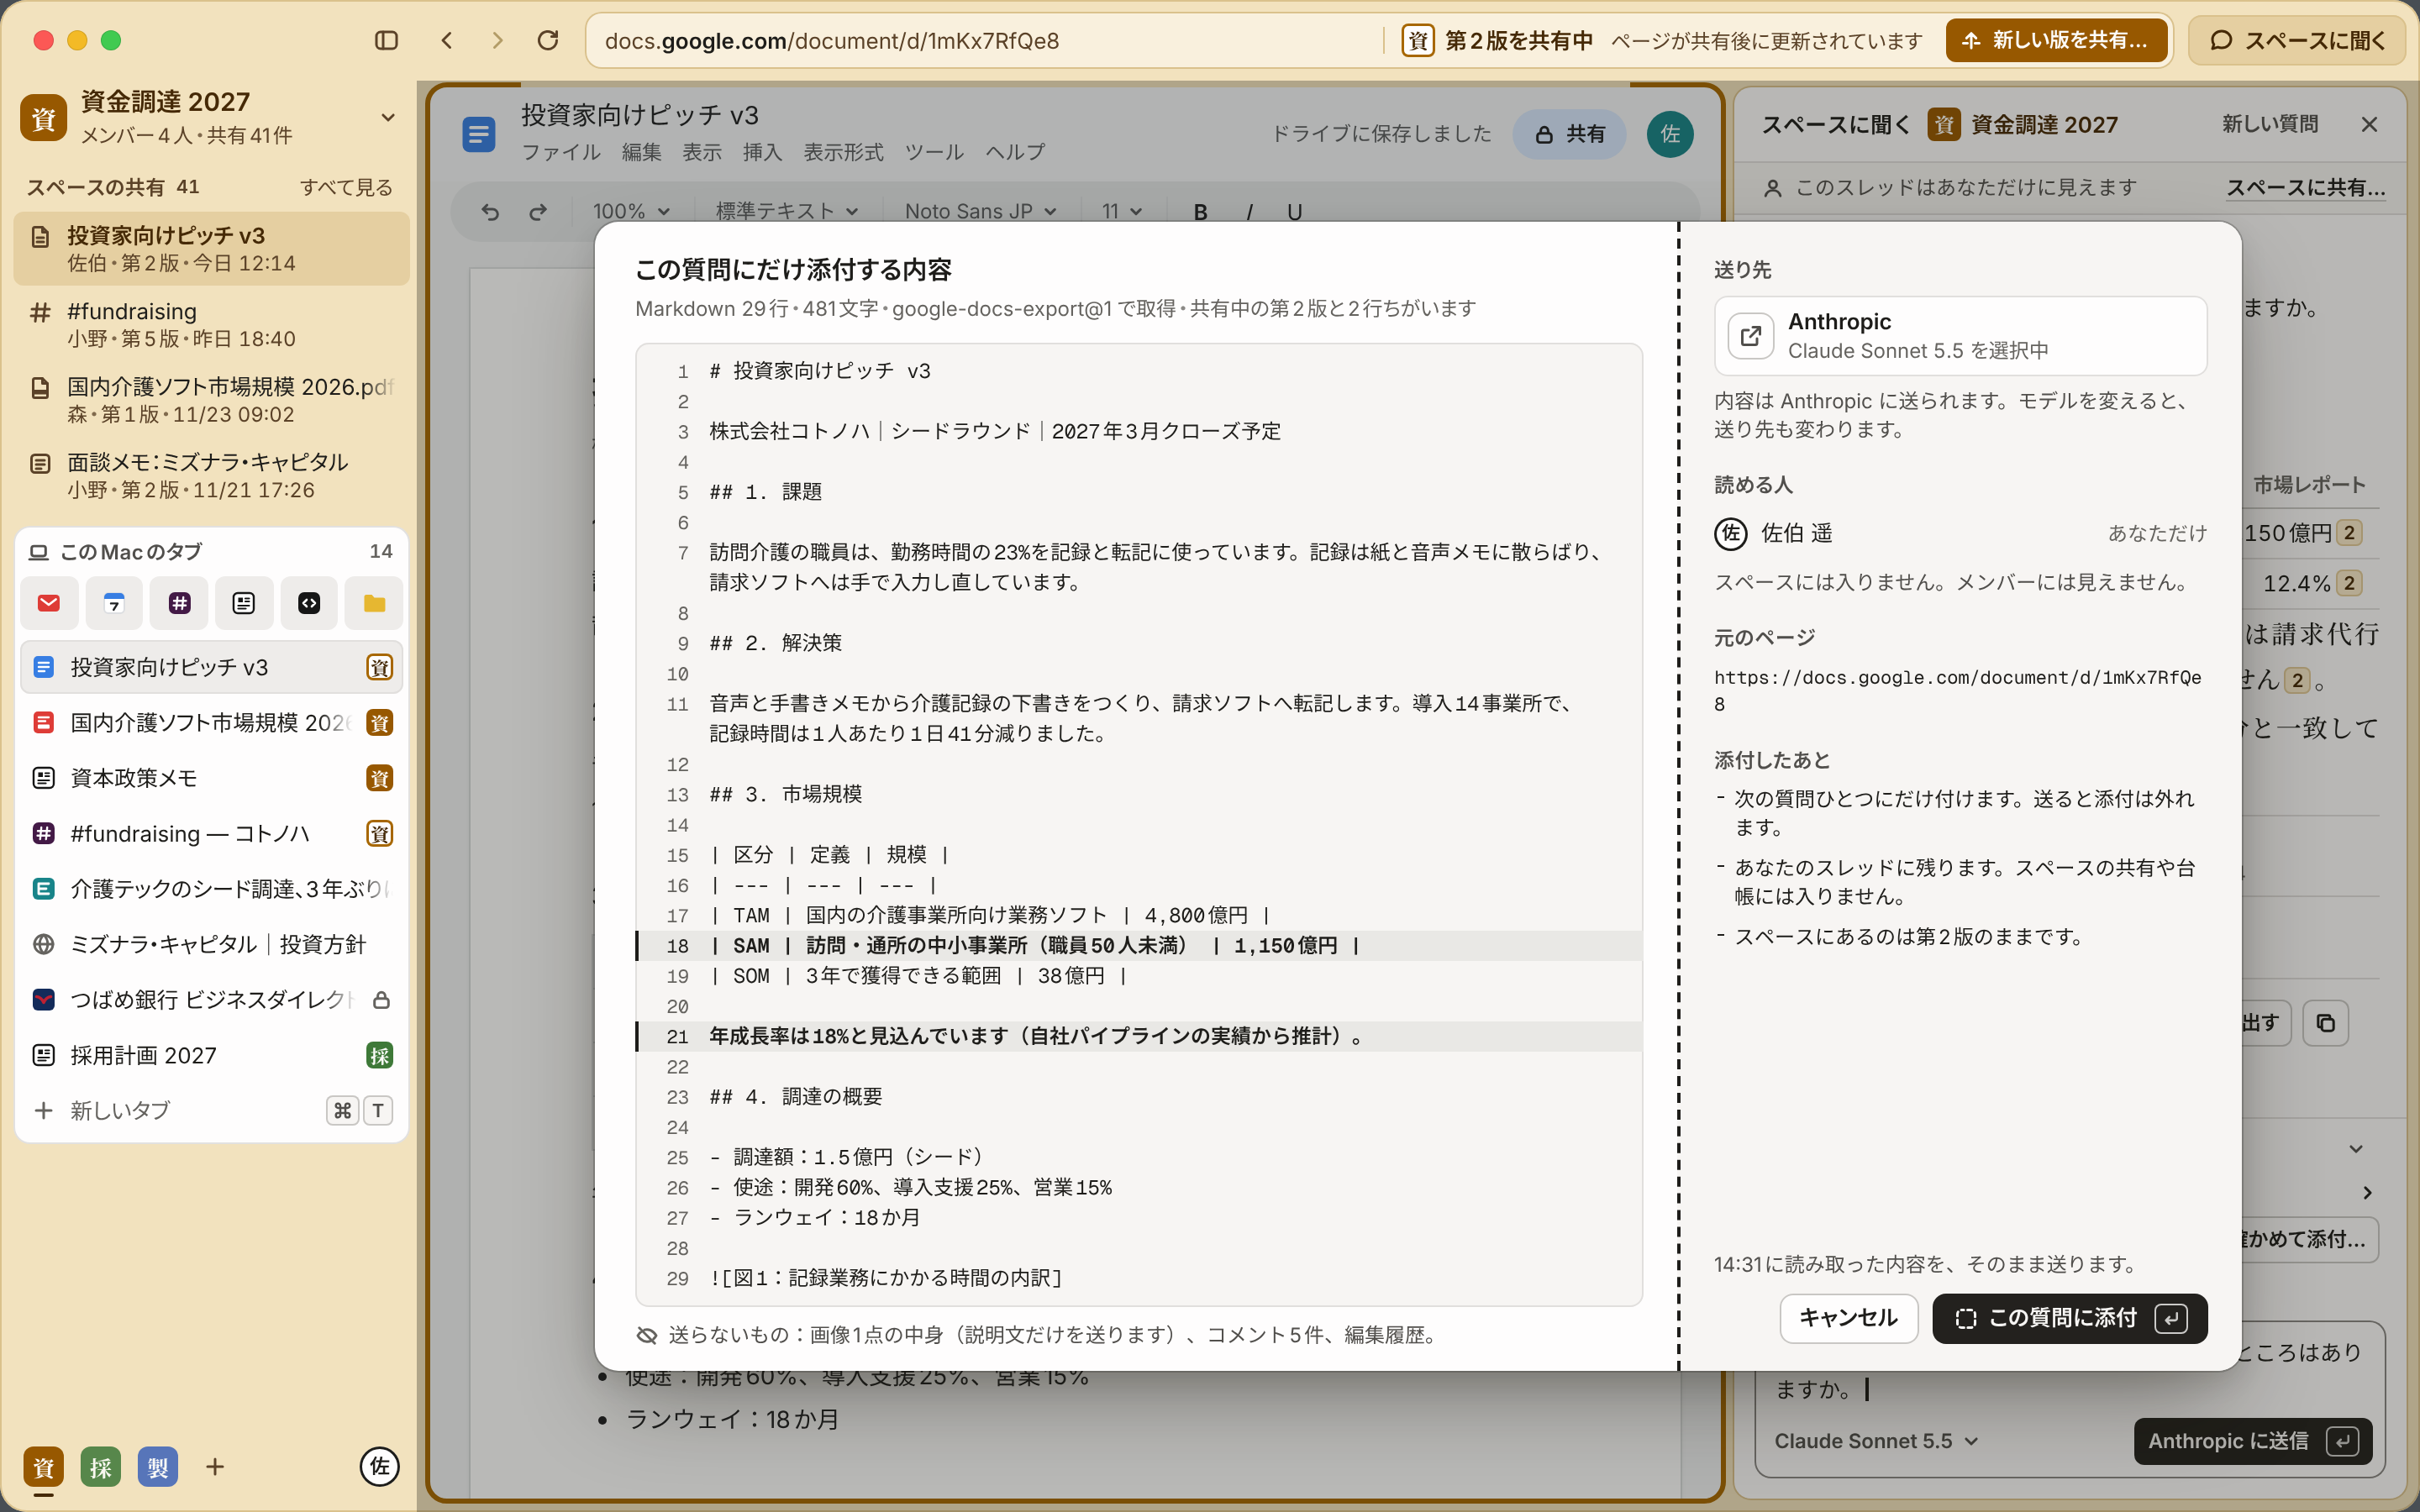 docs.google.com/document/d/1mKx7RfQe8
資 第2版を共有中 ページが共有後に更新されています
新しい版を共有...
スペースに聞く
資
資金調達 2027
メンバー4人・共有41件
スペースの共有 41 すべて見る
投資家向けピッチ v3
佐伯・第2版・今日 12:14
#fundraising
小野・第5版・昨日 18:40
国内介護ソフト市場規模 2026.pdf
森・第1版・11/23 09:02
面談メモ：ミズナラ・キャピタル
小野・第2版・11/21 17:26
このMacのタブ 14
7
投資家向けピッチ v3 資
国内介護ソフト市場規模 2026 資
資本政策メモ 資
#fundraising — コトノハ 資
介護テックのシード調達、3年ぶりに
ミズナラ・キャピタル｜投資方針
つばめ銀行 ビジネスダイレクト
採用計画 2027 採
新しいタブ ⌘ T
資 採 製 + 佐
投資家向けピッチ v3
ファイル 編集 表示 挿入 表示形式 ツール ヘルプ
ドライブに保存しました
共有
佐
100% 標準テキスト Noto Sans JP 11 B I U
使途：開発60%、導入支援25%、営業15%
ランウェイ：18か月
この質問にだけ添付する内容
Markdown 29行・481文字・google-docs-export@1 で取得・共有中の第2版と2行ちがいます
1 # 投資家向けピッチ v3
2
3 株式会社コトノハ｜シードラウンド｜2027年3月クローズ予定
4
5 ## 1. 課題
6
7 訪問介護の職員は、勤務時間の23%を記録と転記に使っています。記録は紙と音声メモに散らばり、
請求ソフトへは手で入力し直しています。
8
9 ## 2. 解決策
10
11 音声と手書きメモから介護記録の下書きをつくり、請求ソフトへ転記します。導入14事業所で、
記録時間は1人あたり1日41分減りました。
12
13 ## 3. 市場規模
14
15 | 区分 | 定義 | 規模 |
16 | --- | --- | --- |
17 | TAM | 国内の介護事業所向け業務ソフト | 4,800億円 |
18 | SAM | 訪問・通所の中小事業所（職員50人未満） | 1,150億円 |
19 | SOM | 3年で獲得できる範囲 | 38億円 |
20
21 年成長率は18%と見込んでいます（自社パイプラインの実績から推計）。
22
23 ## 4. 調達の概要
24
25 - 調達額：1.5億円（シード）
26 - 使途：開発60%、導入支援25%、営業15%
27 - ランウェイ：18か月
28
29 ![図1：記録業務にかかる時間の内訳]
送らないもの：画像1点の中身（説明文だけを送ります）、コメント5件、編集履歴。
送り先
Anthropic
Claude Sonnet 5.5 を選択中
内容は Anthropic に送られます。モデルを変えると、
送り先も変わります。
読める人
佐 佐伯 遥 あなただけ
スペースには入りません。メンバーには見えません。
元のページ
https://docs.google.com/document/d/1mKx7RfQe
8
添付したあと
- 次の質問ひとつにだけ付けます。送ると添付は外れ
ます。
- あなたのスレッドに残ります。スペースの共有や台
帳には入りません。
- スペースにあるのは第2版のままです。
14:31に読み取った内容を、そのまま送ります。
キャンセル
この質問に添付
スペースに聞く 資 資金調達 2027 新しい質問
このスレッドはあなただけに見えます スペースに共有...
ますか。
市場レポート
150億円 2
12.4% 2
は請求代行
せん 2 。
と一致して
出す
かめて添付...
ところはあり
ますか。
Claude Sonnet 5.5
Anthropic に送信